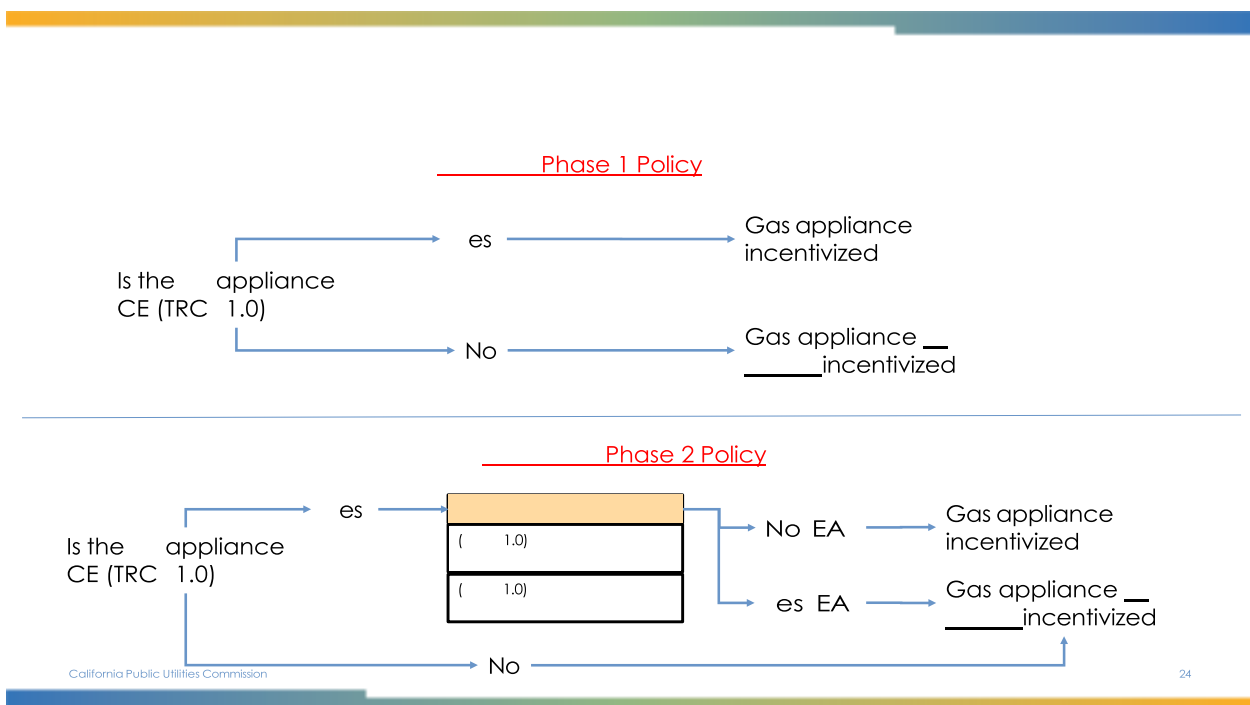 Phase 1 Policy
es
Gas appliance
incentivized
Is the appliance
CE (TRC 1.0)
No
Gas appliance
incentivized
Phase 2 Policy
es
( 1.0)
( 1.0)
No EA
Gas appliance
incentivized
Is the appliance
CE (TRC 1.0)
es EA
Gas appliance
incentivized
No
California Public Utilities Commission
24